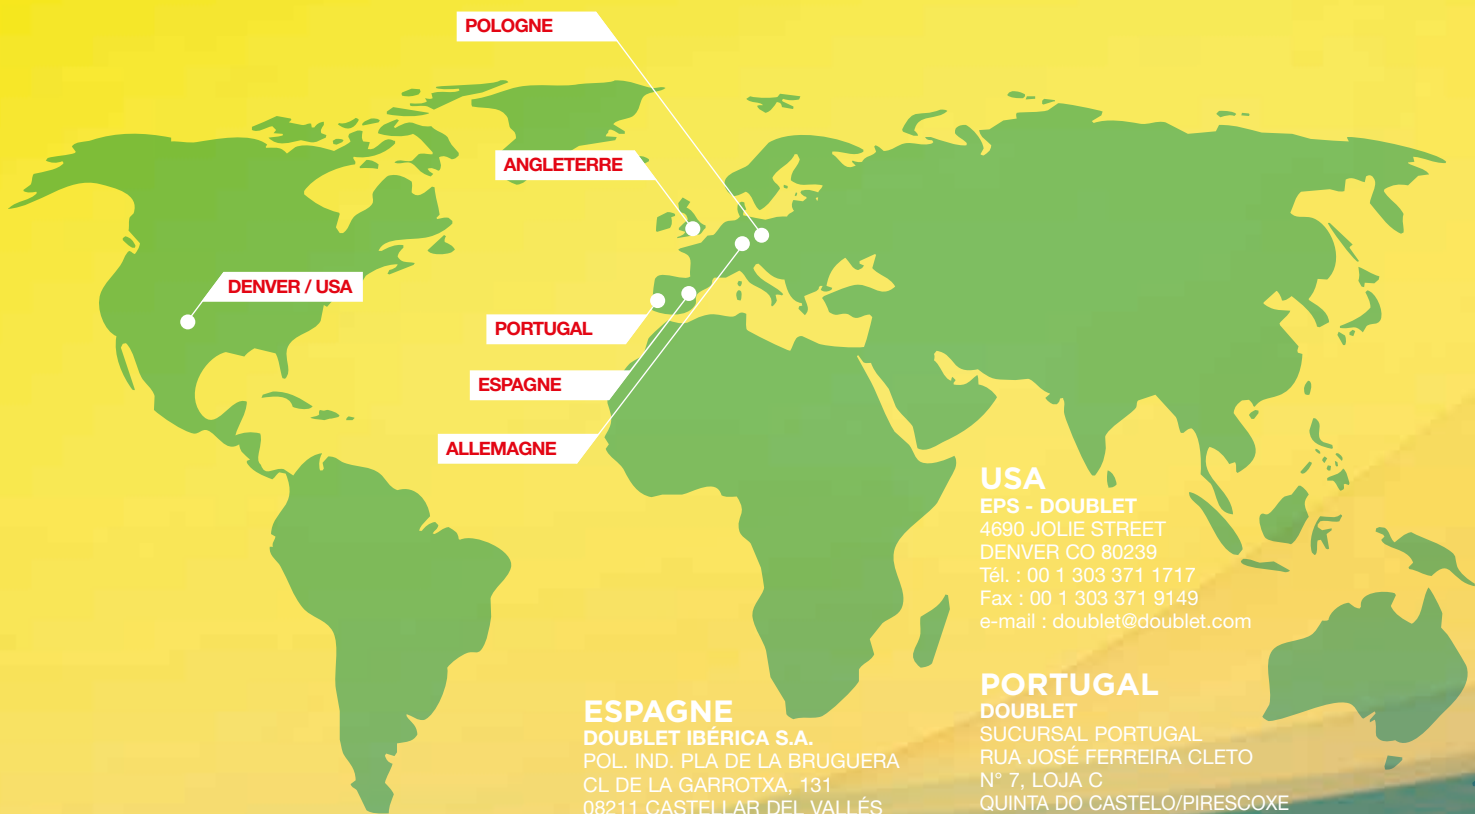 POLOGNE
ANGLETERRE
DENVER / USA
PORTUGAL
ESPAGNE
ALLEMAGNE
USA
EPS - DOUBLET
4690 JOLIE STREET
DENVER CO 80239
Tél. : 00 1 303 371 1717
Fax : 00 1 303 371 9149
e-mail : doublet@doublet.com
ESPAGNE
DOUBLET IBÉRICA S.A.
POL. IND. PLA DE LA BRUGUERA
CL DE LA GARROTXA, 131
08211 CASTELLAR DEL VALLÉS
PORTUGAL
DOUBLET
SUCURSAL PORTUGAL
RUA JOSÉ FERREIRA CLETO
N° 7, LOJA C
QUINTA DO CASTELO/PIRESCOXE